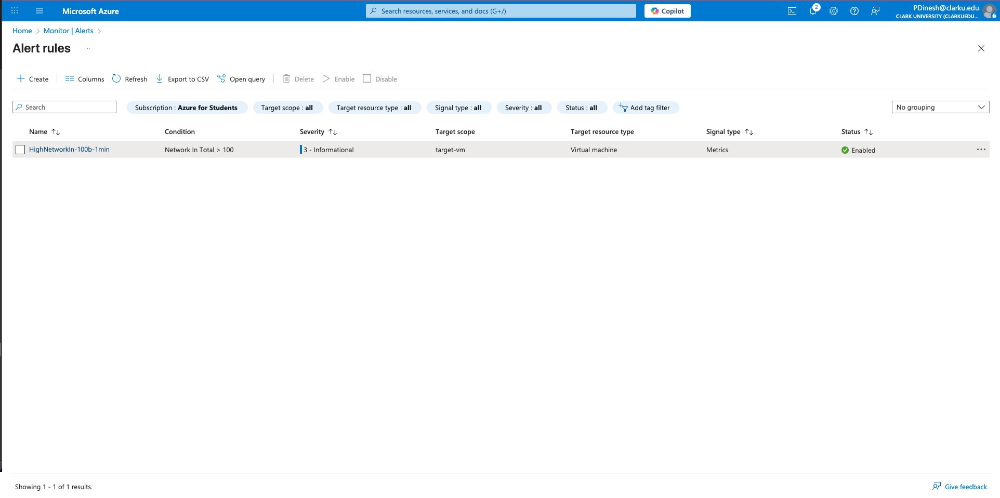 Microsoft Azure
Search resources, services, and docs (G+/)
Copilot
2
PDinesh@clarku.edu
CLARK UNIVERSITY (CLARKUEDU...
Home > Monitor | Alerts >
Alert rules ...
Create Columns Refresh Export to CSV Open query Delete Enable Disable
Search Subscription : Azure for Students Target scope : all Target resource type : all Signal type : all Severity : all Status : all Add tag filter No grouping
Name ↑↓ Condition Severity ↑↓ Target scope Target resource type Signal type ↑↓ Status ↑↓
HighNetworkIn-100b-1min Network In Total > 100 3 - Informational target-vm Virtual machine Metrics Enabled ...
Showing 1 - 1 of 1 results. Give feedback